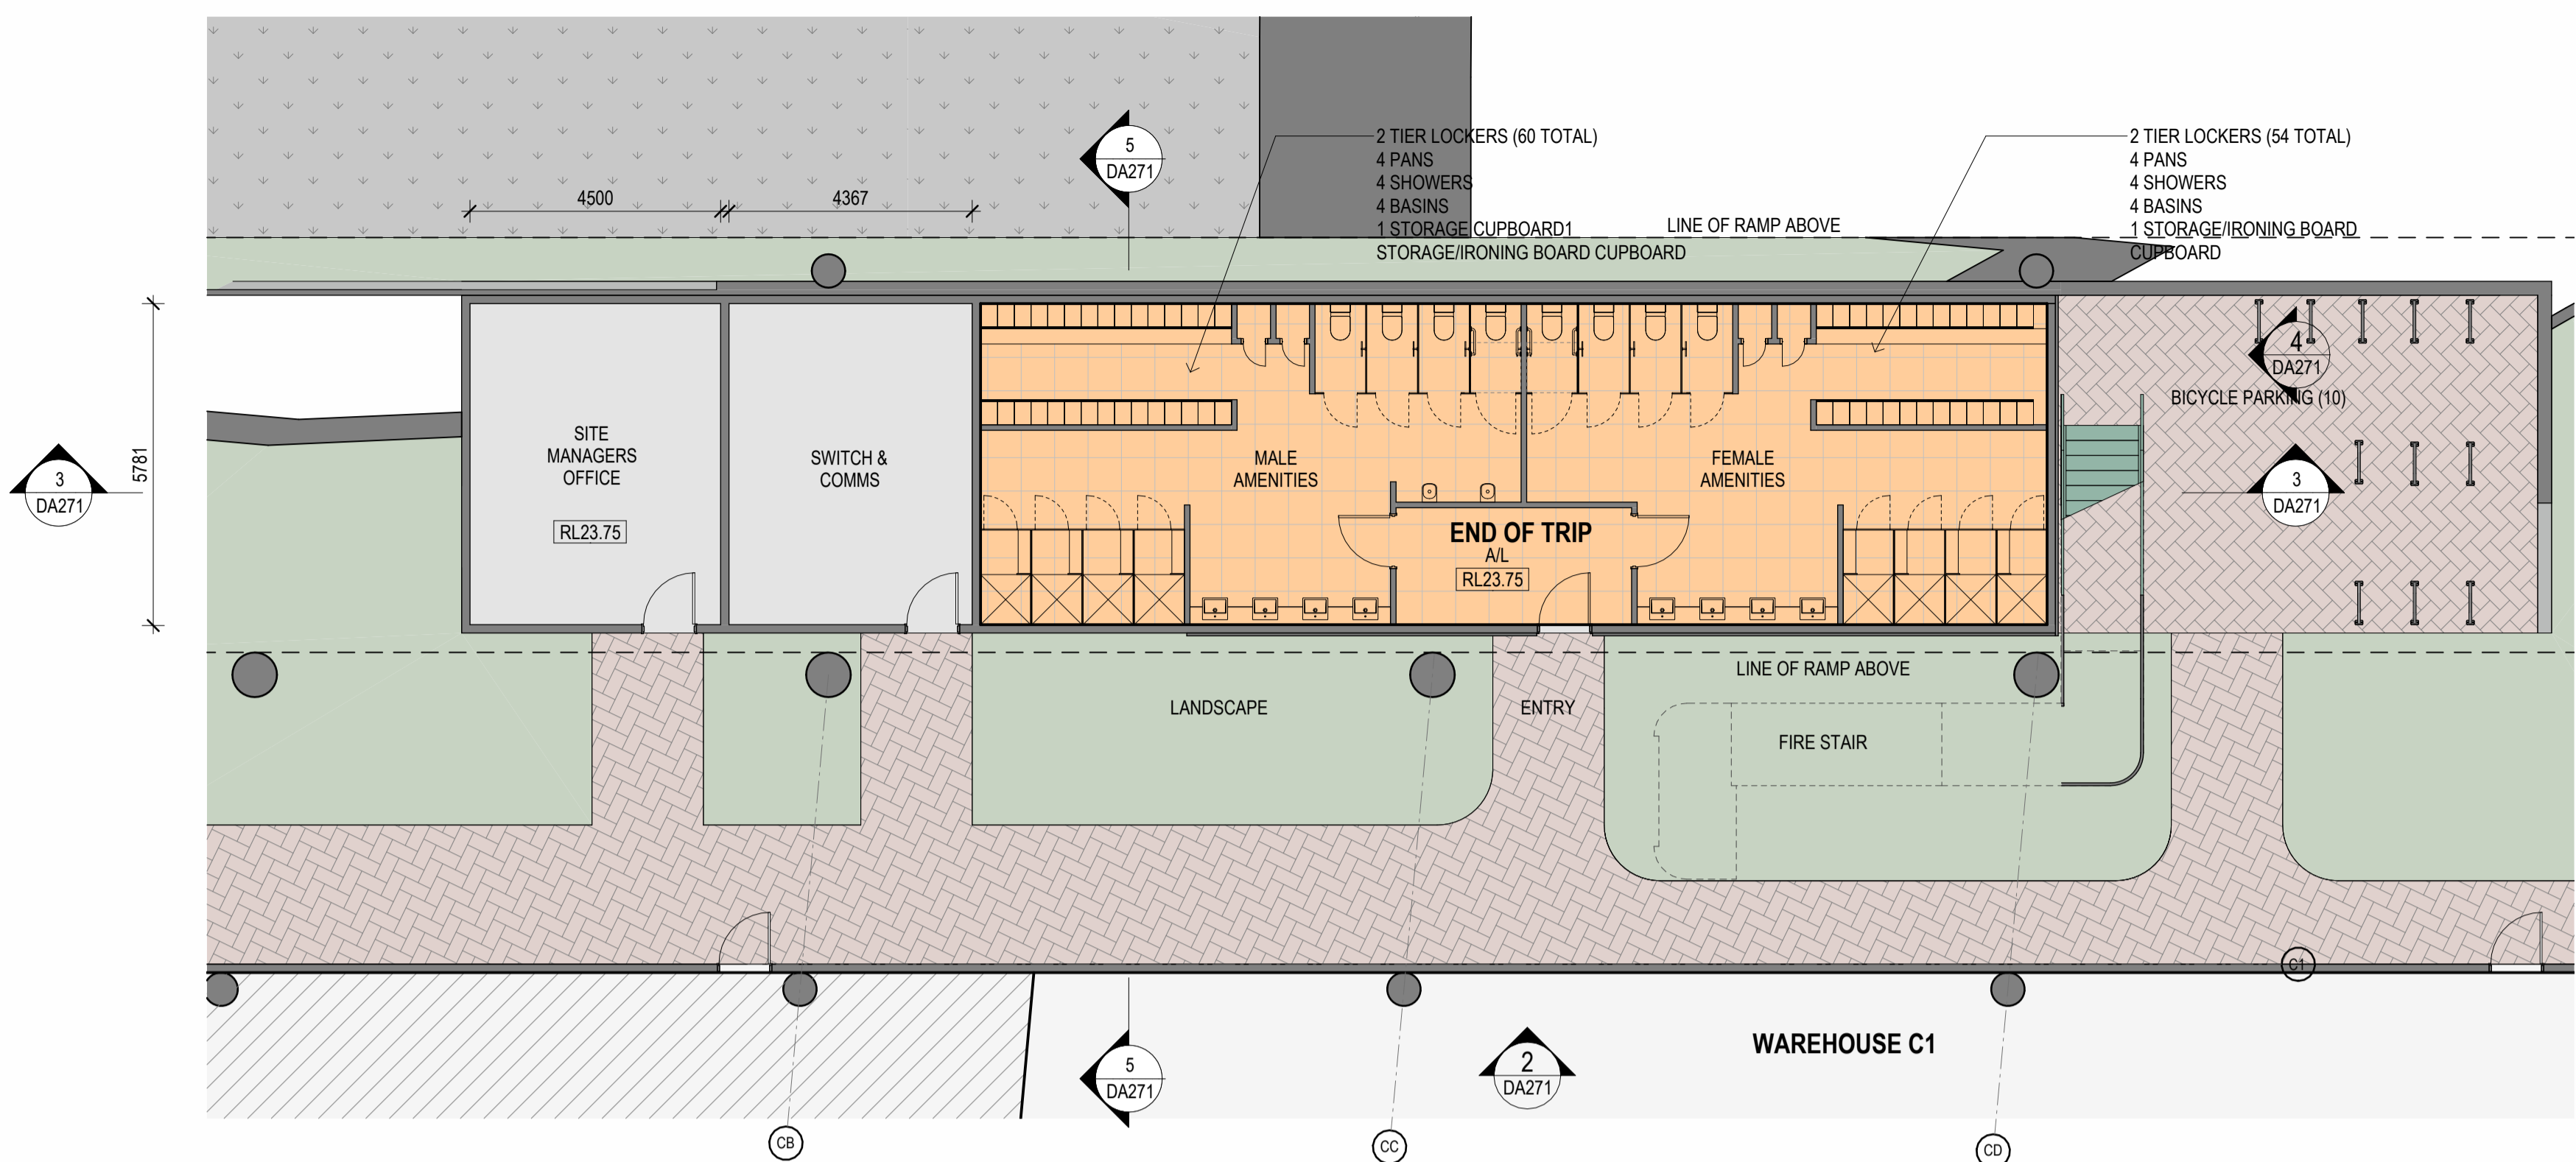 2 TIER LOCKERS (60 TOTAL)
4 PANS
4 SHOWERS
4 BASINS
1 STORAGE CUPBOARD1
STORAGE/IRONING BOARD CUPBOARD
2 TIER LOCKERS (54 TOTAL)
4 PANS
4 SHOWERS
4 BASINS
1 STORAGE/IRONING BOARD
CUPBOARD
5
DA271
4500
4367
LINE OF RAMP ABOVE
4
DA271
BICYCLE PARKING (10)
5781
3
DA271
SITE
MANAGERS
OFFICE
RL23.75
SWITCH &
COMMS
MALE
AMENITIES
FEMALE
AMENITIES
END OF TRIP
A/L
RL23.75
3
DA271
LINE OF RAMP ABOVE
LANDSCAPE
ENTRY
FIRE STAIR
C1
WAREHOUSE C1
5
DA271
2
DA271
CB
CC
CD